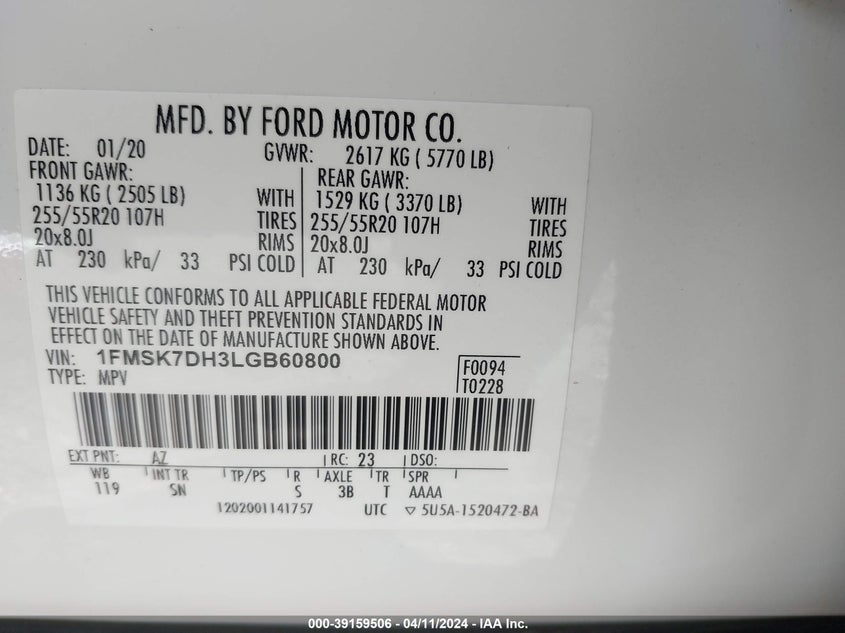 MFD. BY FORD MOTOR CO.
DATE: 01/20 GVWR: 2617 KG ( 5770 LB)
FRONT GAWR: REAR GAWR:
1136 KG ( 2505 LB) WITH 1529 KG ( 3370 LB) WITH
255/55R20 107H TIRES 255/55R20 107H TIRES
20x8.0J RIMS 20x8.0J RIMS
AT 230 kPa/ 33 PSI COLD AT 230 kPa/ 33 PSI COLD
THIS VEHICLE CONFORMS TO ALL APPLICABLE FEDERAL MOTOR
VEHICLE SAFETY AND THEFT PREVENTION STANDARDS IN
EFFECT ON THE DATE OF MANUFACTURE SHOWN ABOVE.
VIN: 1FMSK7DH3LGB60800 F0094
TYPE: MPV T0228
EXT PNT: AZ RC: 23 DSO:
WB INT TR TP/PS R AXLE TR SPR
119 SN S 3B T AAAA
1202001141757 UTC ▽ 5U5A-1520472-BA
000-39159506 - 04/11/2024 - IAA Inc.